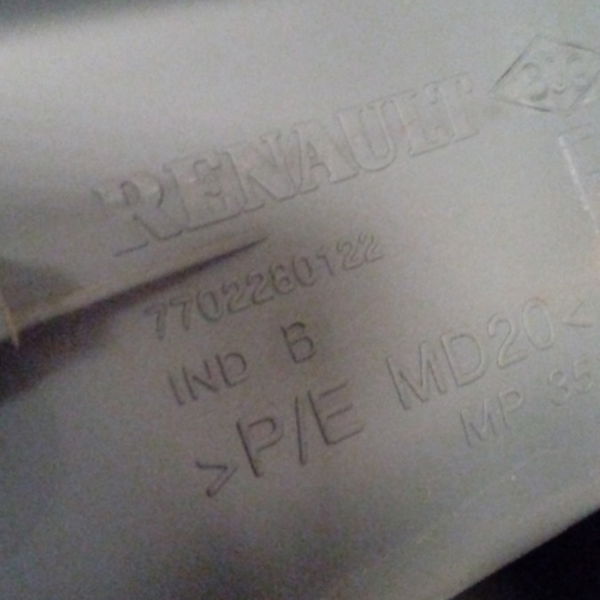 RENAULT
7702260122
IND B
>P/E MD20<
MP 35